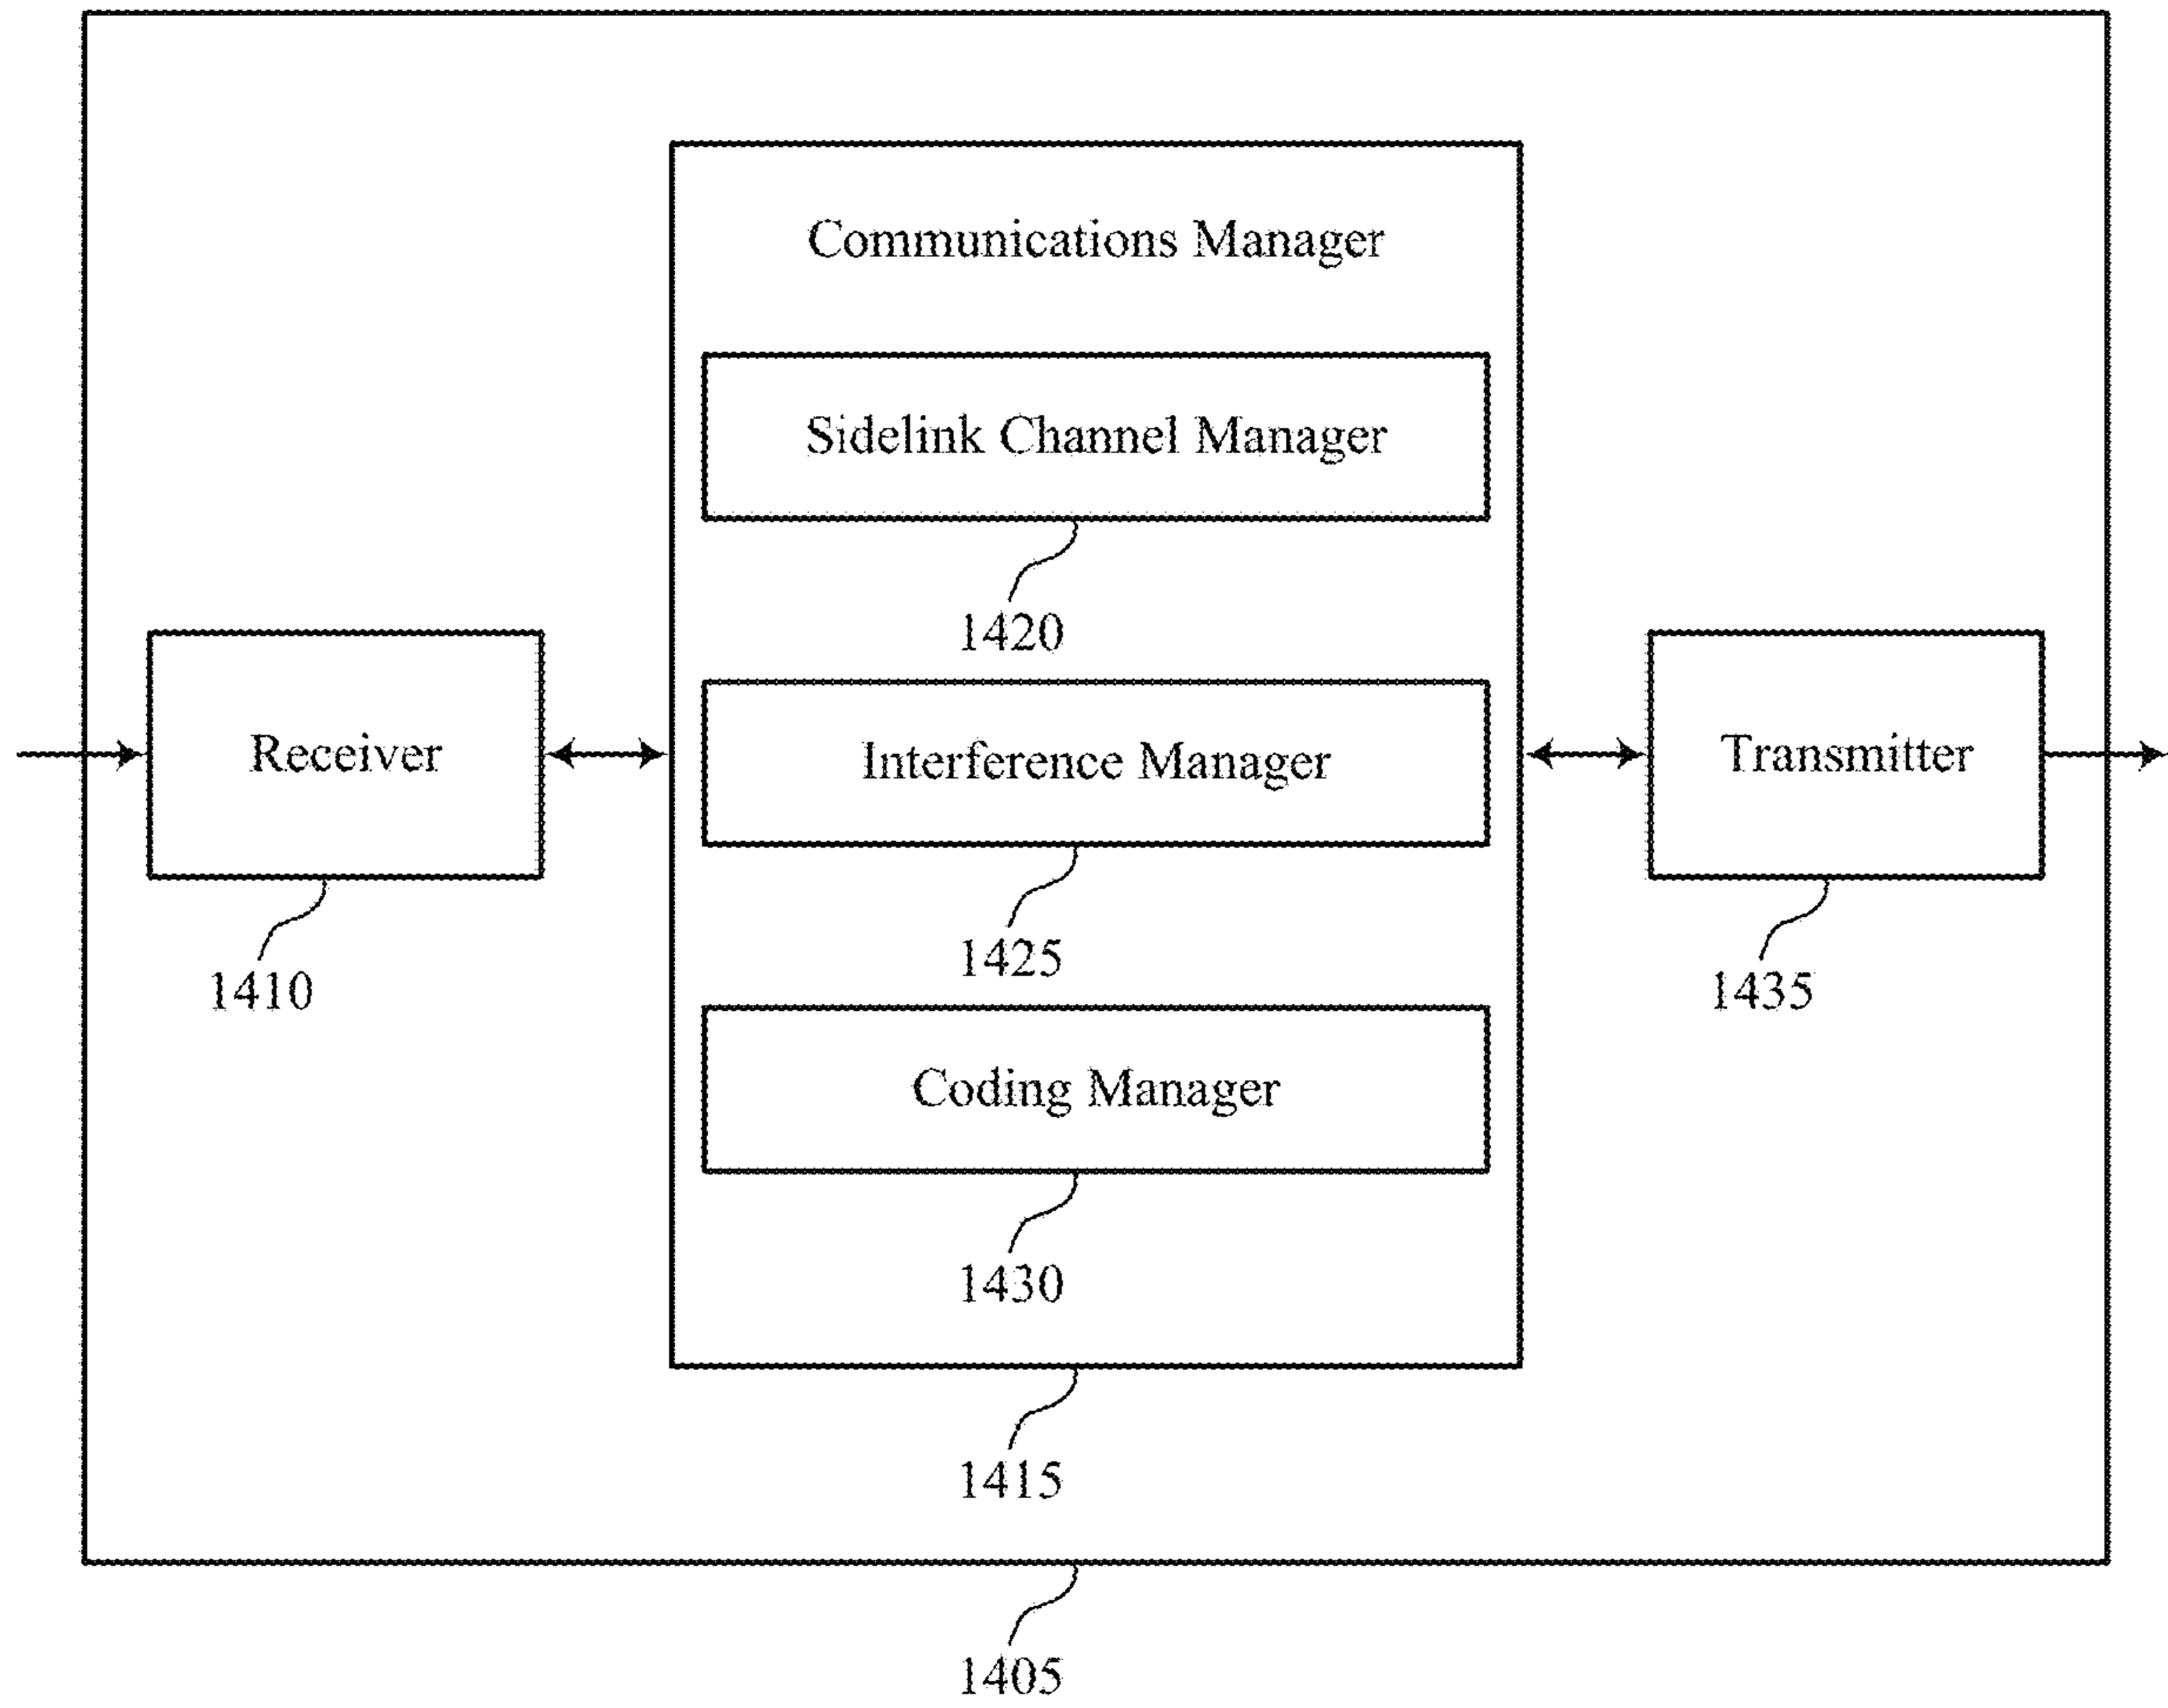 Communications Manager
Sidelink Channel Manager
1420
Receiver
Interference Manager
Transmitter
1410
1425
1435
Coding Manager
1430
1415
1405